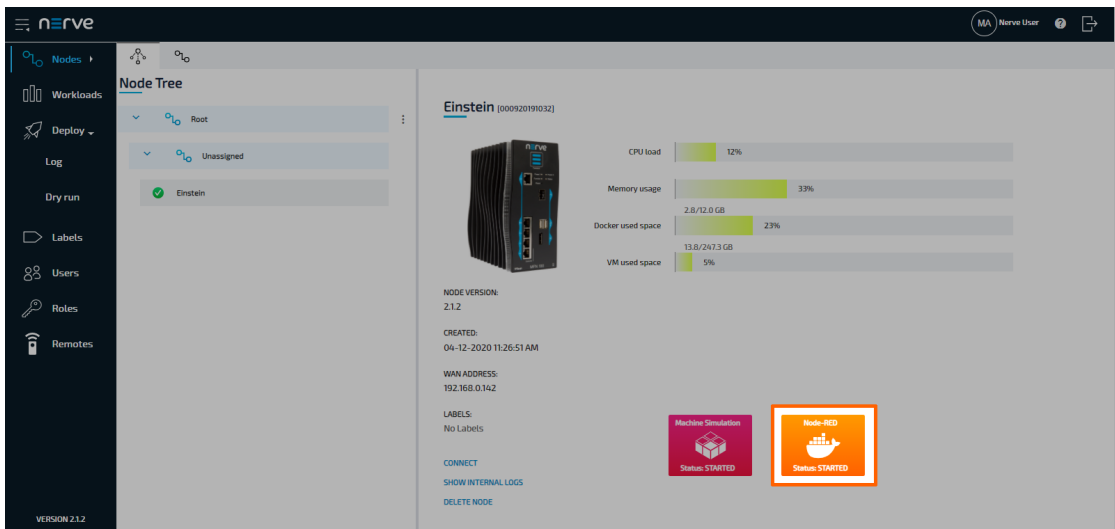 nerve
MA Nerve User ?
Nodes
Workloads
Deploy
Log
Dry run
Labels
Users
Roles
Remotes
VERSION 2.1.2
Node Tree
Root
Unassigned
Einstein
Einstein [000920191032]
nerve
CPU load 12%
Memory usage 33%
2.8/12.0 GB
Docker used space 23%
13.8/247.3 GB
VM used space 5%
NODE VERSION:
2.1.2
CREATED:
04-12-2020 11:26:51 AM
WAN ADDRESS:
192.168.0.142
LABELS:
No Labels
CONNECT
SHOW INTERNAL LOGS
DELETE NODE
Machine Simulation
Status: STARTED
Node-RED
Status: STARTED